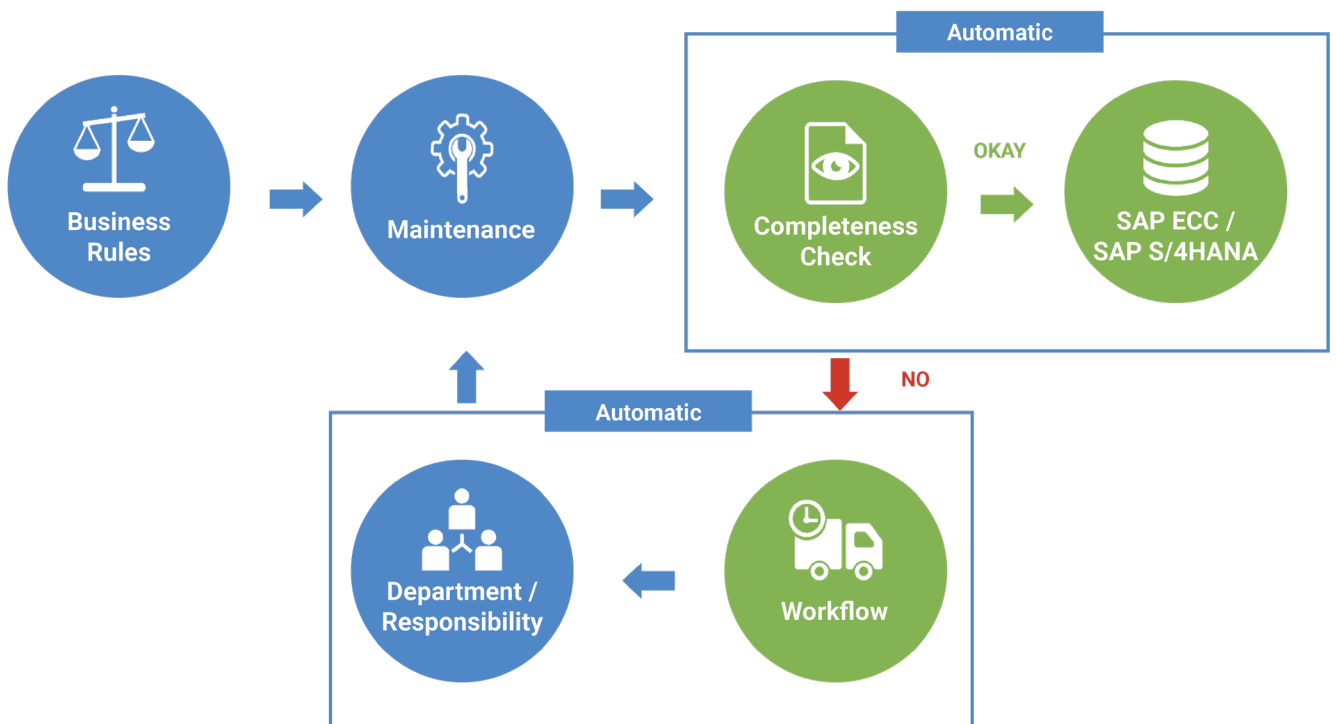 Automatic
Business
Rules
Maintenance
Completeness
Check
OKAY
SAP ECC /
SAP S/4HANA
NO
Automatic
Department /
Responsibility
Workflow